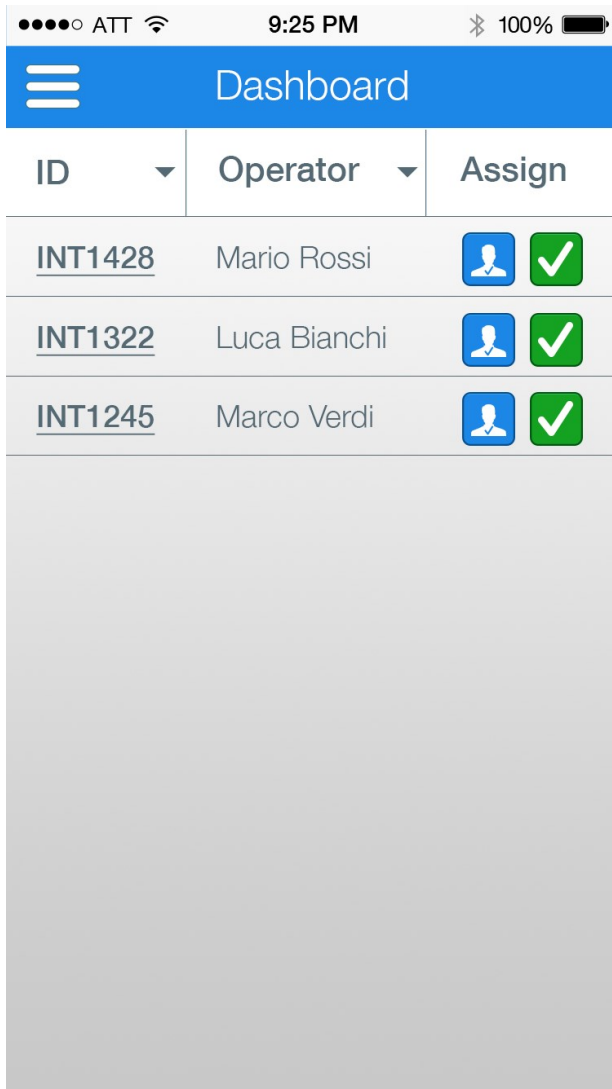 ATT 9:25 PM 100%
Dashboard
ID Operator Assign
INT1428 Mario Rossi
INT1322 Luca Bianchi
INT1245 Marco Verdi